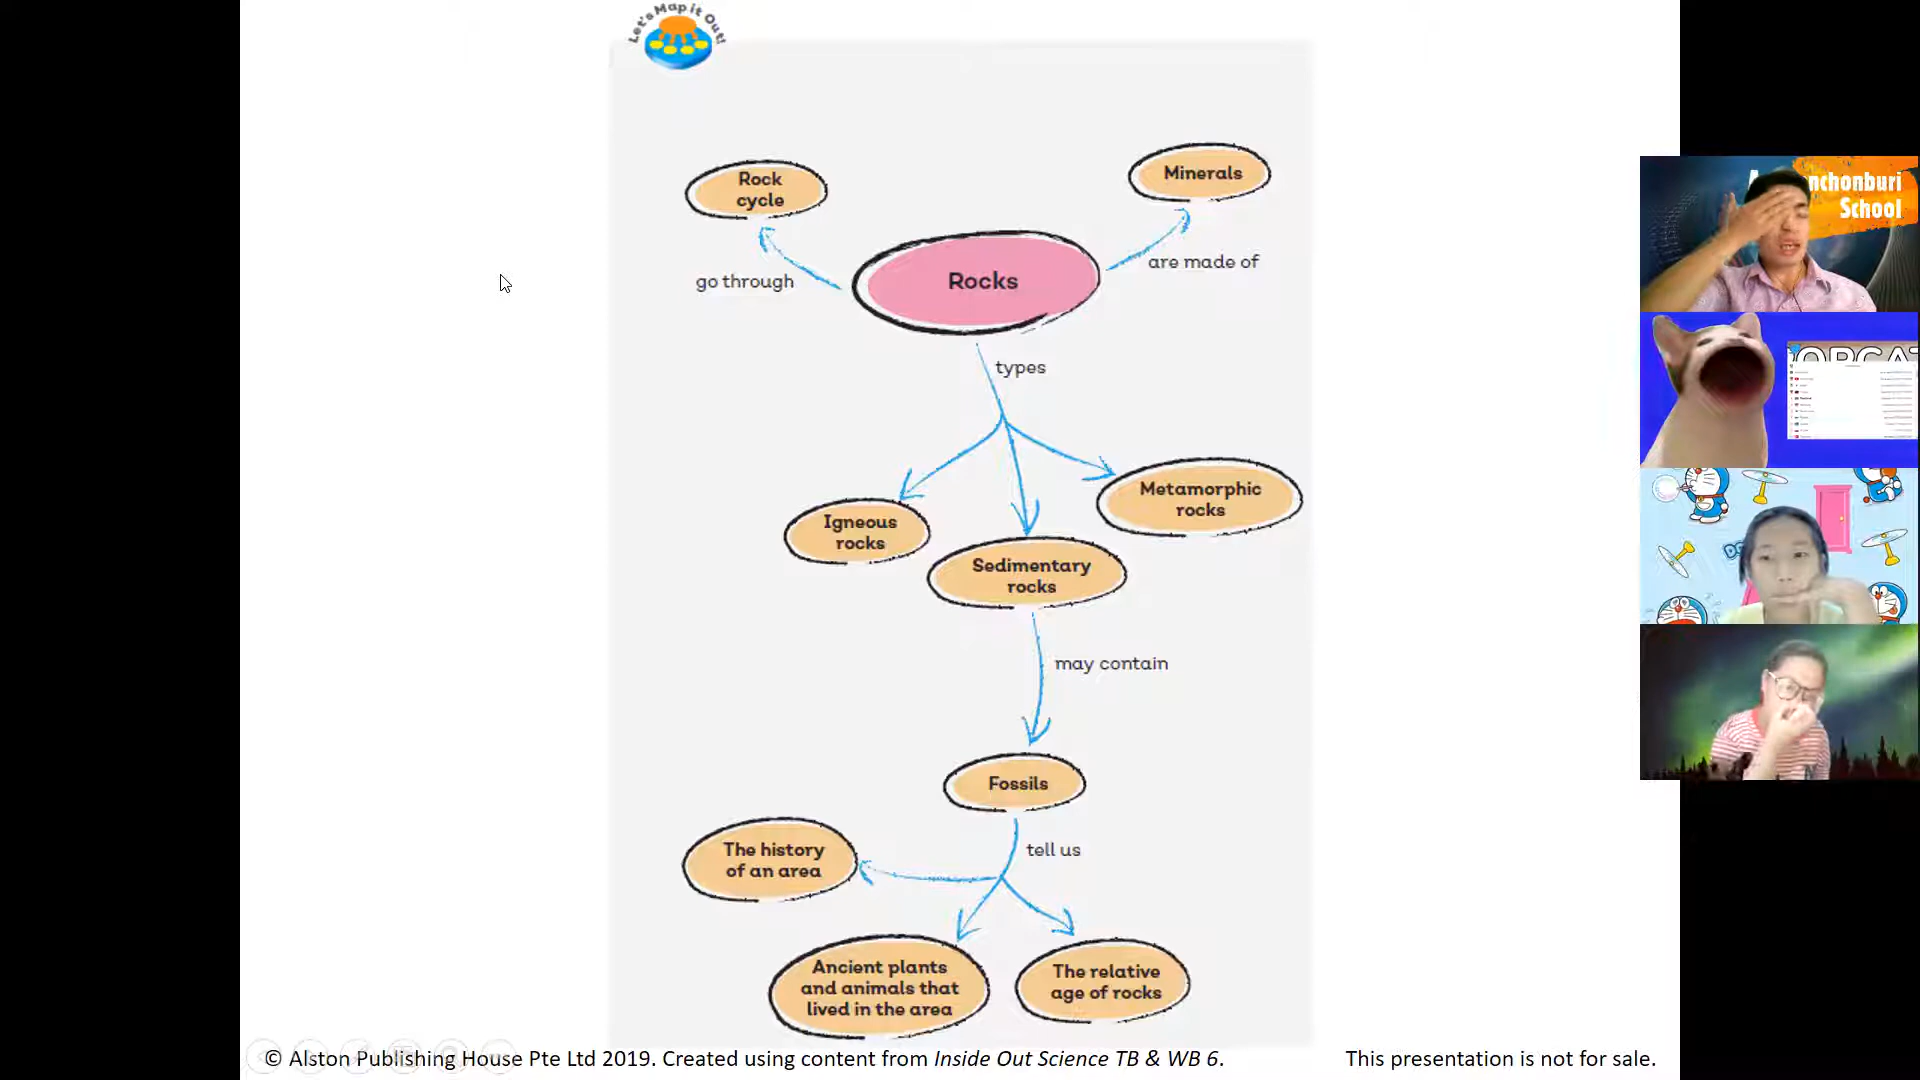 Let's Map it Out!
Rock
cycle
Minerals
go through
Rocks
are made of
types
Igneous
rocks
Sedimentary
rocks
Metamorphic
rocks
may contain
Fossils
tell us
The history
of an area
Ancient plants
and animals that
lived in the area
The relative
age of rocks
© Alston Publishing House Pte Ltd 2019. Created using content from Inside Out Science TB & WB 6.
This presentation is not for sale.
nchonburi
School